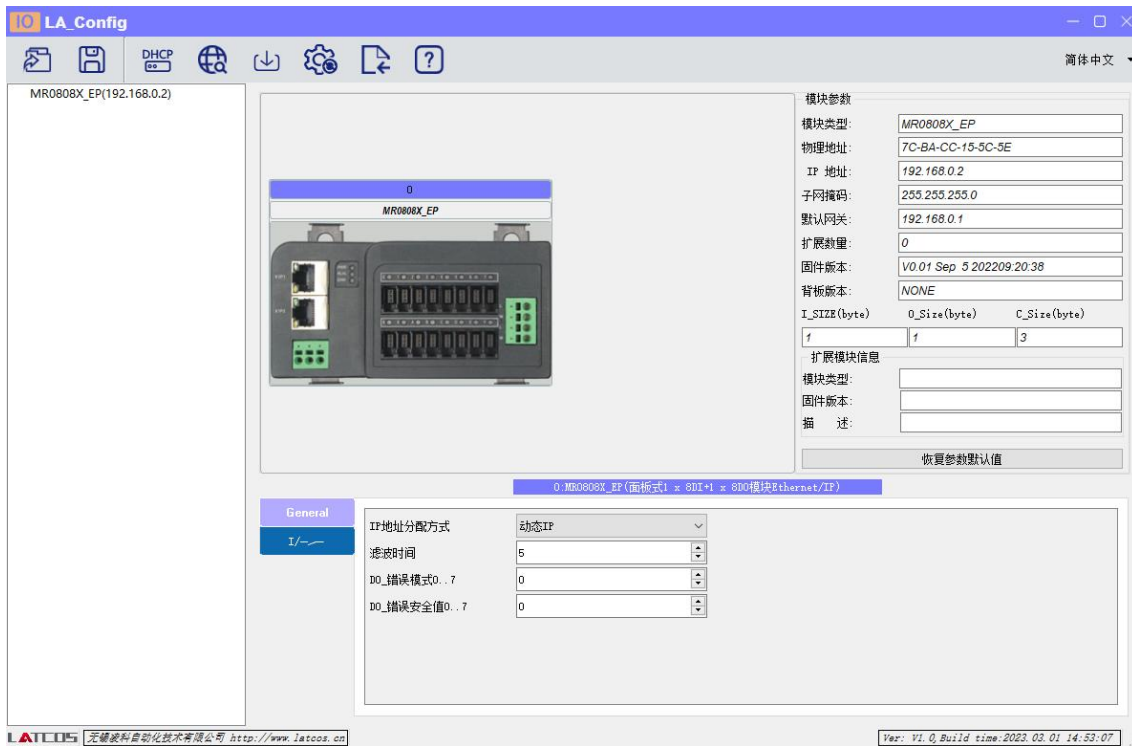 IO LA_Config
DHCP
简体中文
MR0808X_EP(192.168.0.2)
0
MR0808X_EP
模块参数
模块类型: MR0808X_EP
物理地址: 7C-BA-CC-15-5C-5E
IP 地址: 192.168.0.2
子网掩码: 255.255.255.0
默认网关: 192.168.0.1
扩展数量: 0
固件版本: V0.01 Sep 5 202209:20:38
背板版本: NONE
I_SIZE(byte) O_Size(byte) C_Size(byte)
1 1 3
扩展模块信息
模块类型:
固件版本:
描 述:
恢复参数默认值
0:MR0808X_EP(面板式1 x 8DI+1 x 8DO模块Ethernet/IP)
General
IP地址分配方式 动态IP
滤波时间 5
DO_错误模式0..7 0
DO_错误安全值0..7 0
LATCOS 无锡凌科自动化技术有限公司 http://www.latcos.cn
Ver: V1.0,Build time:2023.03.01 14:53:07